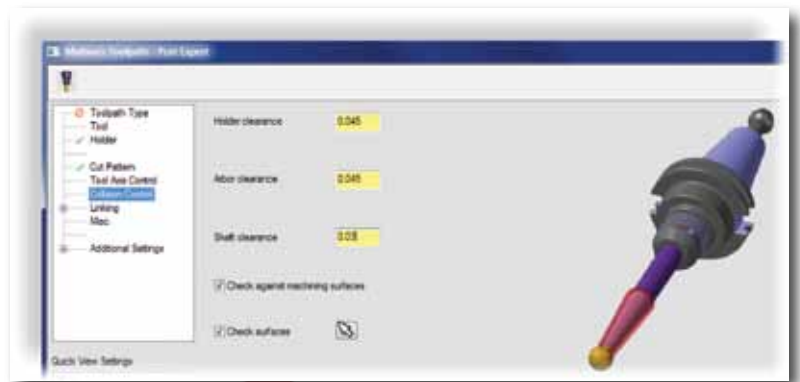 Multiaxis Toolpath - Port Expert
Toolpath Type
Tool
Holder
Cut Pattern
Tool Axis Control
Collision Control
Linking
Misc
Additional Settings
Holder clearance 0.045
Arbor clearance 0.045
Shaft clearance 0.03
Check against machining surfaces
Check surfaces
Quick View Settings